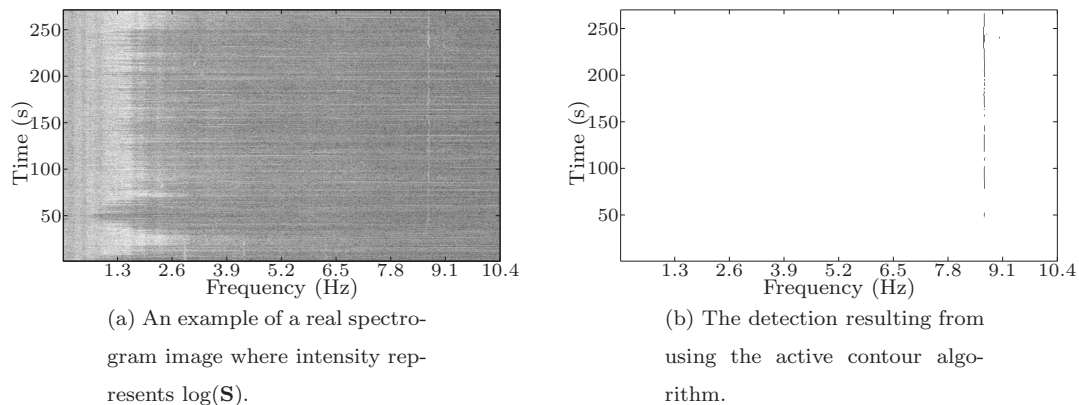 250
200
150
100
50
Time (s)
1.3 2.6 3.9 5.2 6.5 7.8 9.1 10.4
Frequency (Hz)
(a) An example of a real spectro-
gram image where intensity rep-
resents log(S).
250
200
150
100
50
Time (s)
1.3 2.6 3.9 5.2 6.5 7.8 9.1 10.4
Frequency (Hz)
(b) The detection resulting from
using the active contour algo-
rithm.